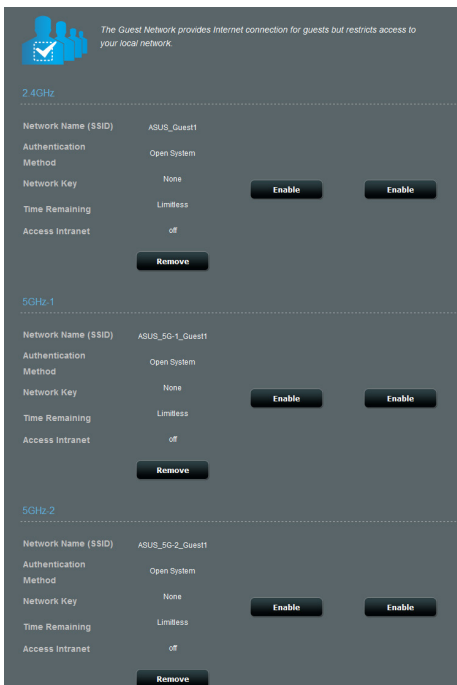 The Guest Network provides Internet connection for guests but restricts access to
your local network.
2.4GHz
Network Name (SSID) ASUS_Guest1
Authentication
Method Open System
Network Key None
Enable Enable
Time Remaining Limitless
Access Intranet off
Remove
5GHz-1
Network Name (SSID) ASUS_5G-1_Guest1
Authentication
Method Open System
Network Key None
Enable Enable
Time Remaining Limitless
Access Intranet off
Remove
5GHz-2
Network Name (SSID) ASUS_5G-2_Guest1
Authentication
Method Open System
Network Key None
Enable Enable
Time Remaining Limitless
Access Intranet off
Remove